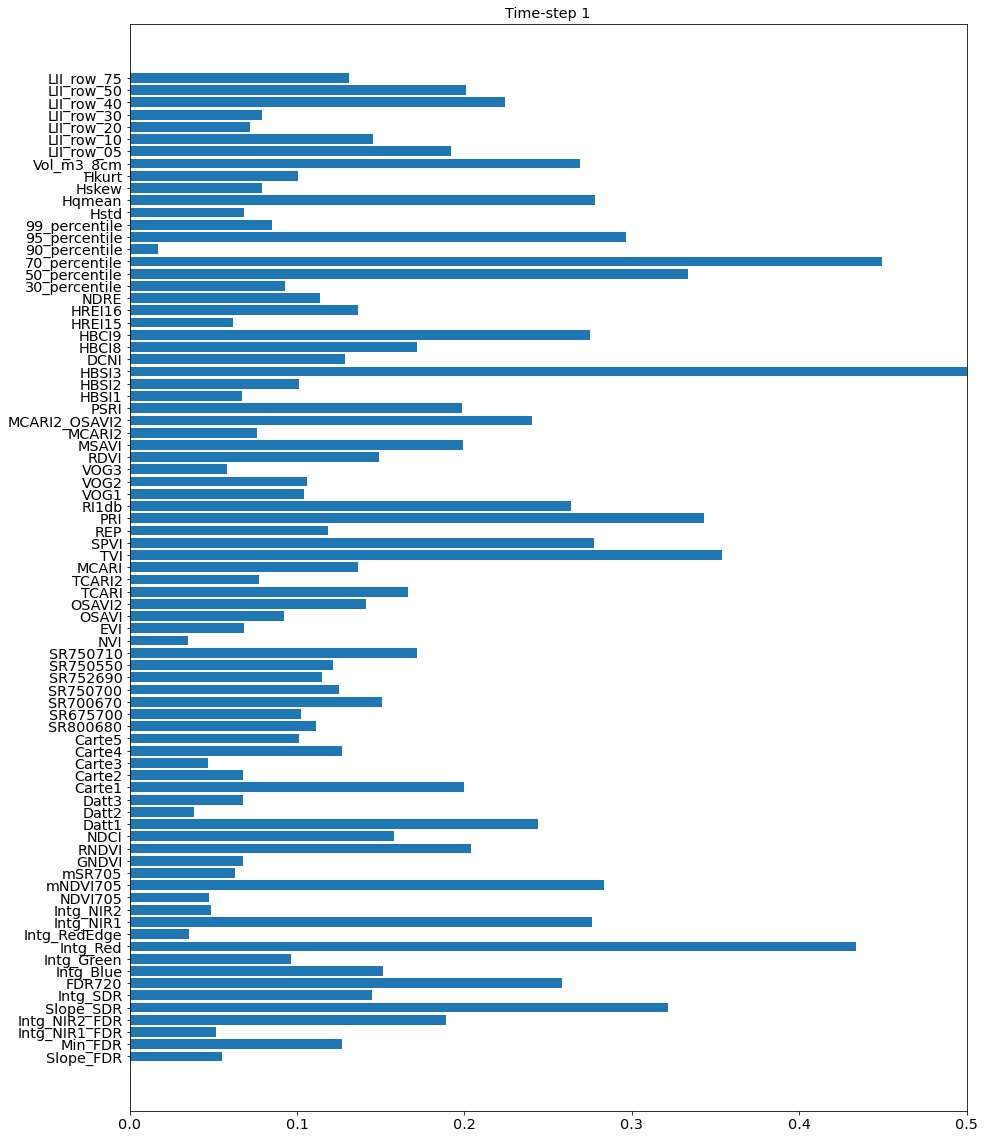 Time-step 1
LII_row_75
LII_row_50
LII_row_40
LII_row_30
LII_row_20
LII_row_10
LII_row_05
Vol_m3_8cm
Hkurt
Hskew
Hqmean
Hstd
99_percentile
95_percentile
90_percentile
70_percentile
50_percentile
30_percentile
NDRE
HREI16
HREI15
HBCI9
HBCI8
DCNI
HBSI3
HBSI2
HBSI1
PSRI
MCARI2_OSAVI2
MCARI2
MSAVI
RDVI
VOG3
VOG2
VOG1
RI1db
PRI
REP
SPVI
TVI
MCARI
TCARI2
TCARI
OSAVI2
OSAVI
EVI
NVI
SR750710
SR750550
SR752690
SR750700
SR700670
SR675700
SR800680
Carte5
Carte4
Carte3
Carte2
Carte1
Datt3
Datt2
Datt1
NDCI
RNDVI
GNDVI
mSR705
mNDVI705
NDVI705
Intg_NIR2
Intg_NIR1
Intg_RedEdge
Intg_Red
Intg_Green
Intg_Blue
FDR720
Intg_SDR
Slope_SDR
Intg_NIR2_FDR
Intg_NIR1_FDR
Min_FDR
Slope_FDR
0.0 0.1 0.2 0.3 0.4 0.5